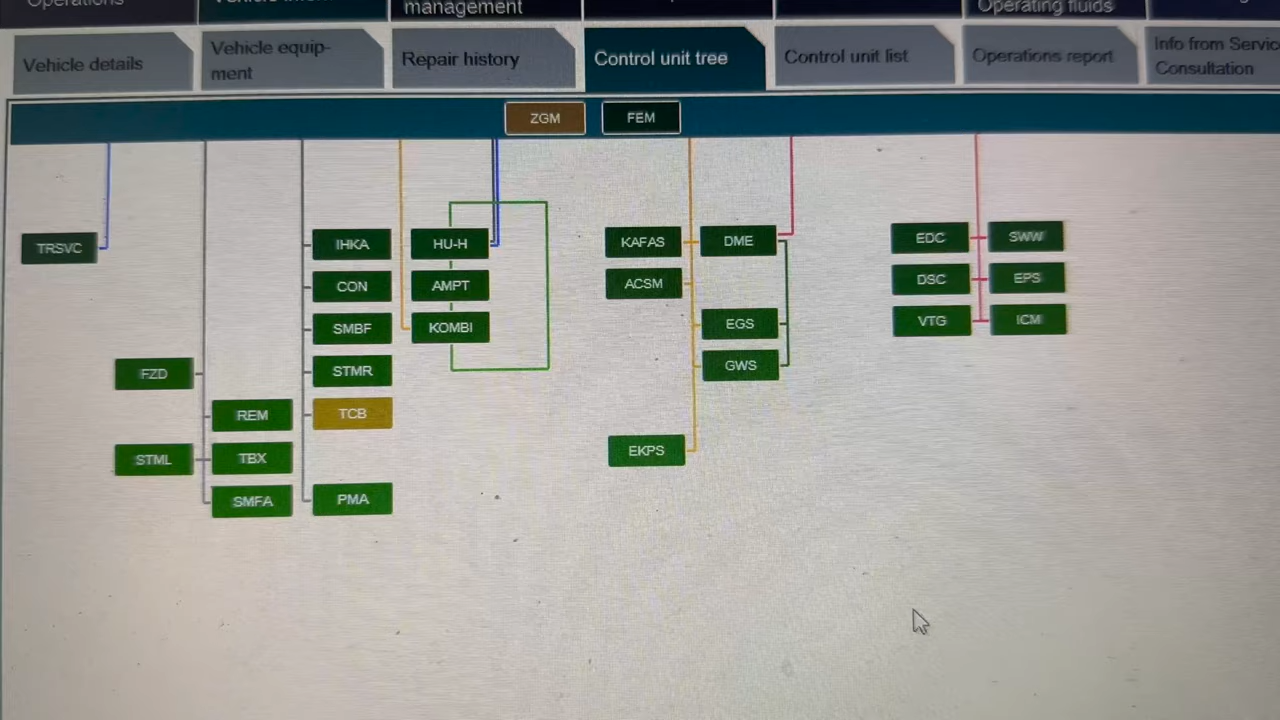 Operations
management
Operating fluids
Vehicle details
Vehicle equip-
ment
Repair history
Control unit tree
Control unit list
Operations report
Info from Servic
Consultation
ZGM
FEM
TRSVC
IHKA
HU-H
KAFAS
DME
EDC
SWW
CON
AMPT
ACSM
DSC
EPS
SMBF
KOMBI
EGS
VTG
ICM
FZD
STMR
GWS
REM
TCB
STML
TBX
EKPS
SMFA
PMA